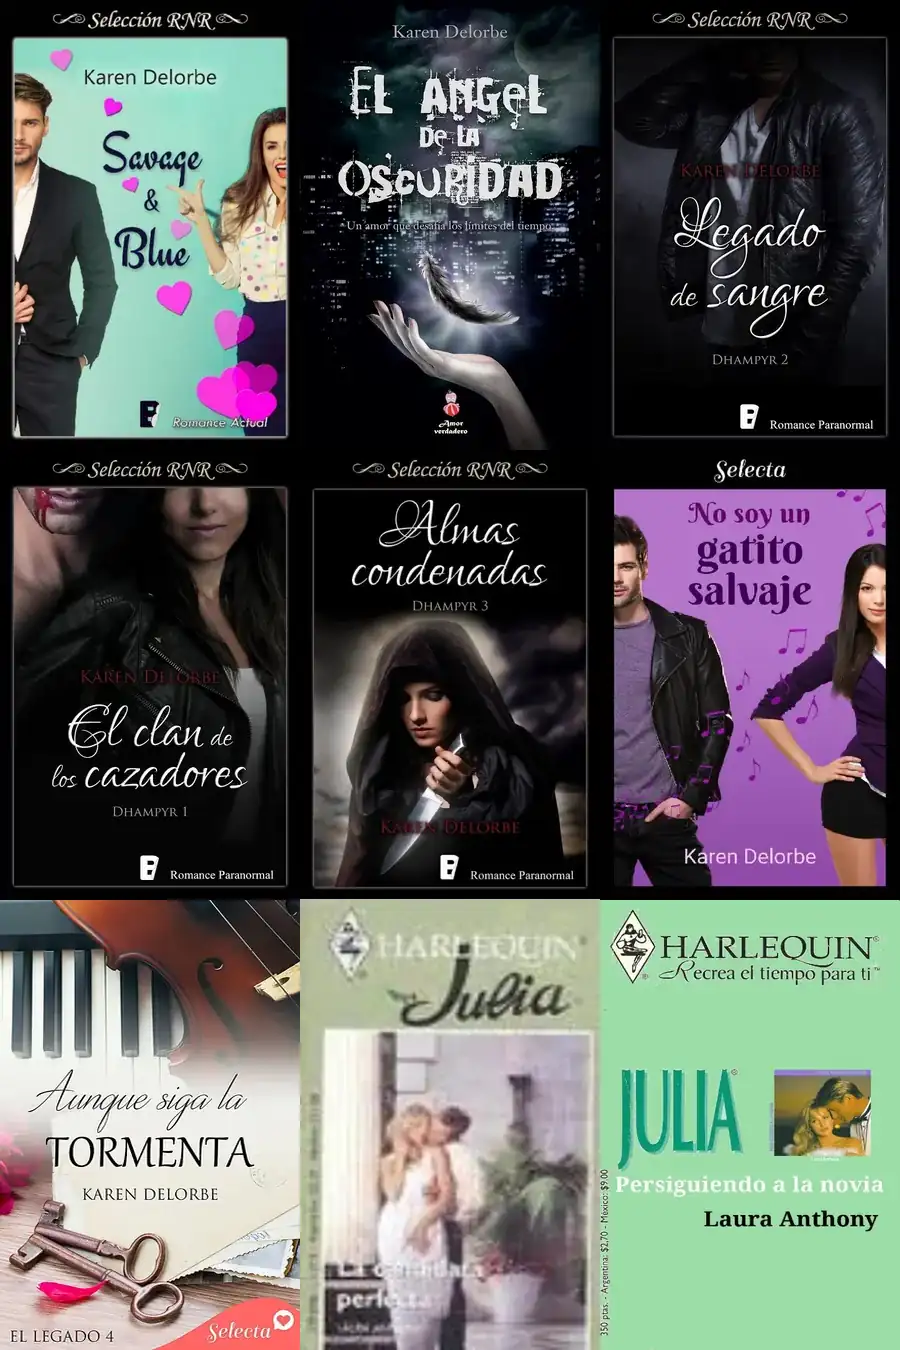 Selección RNR
Karen Delorbe
Savage
&
Blue
B
Romance Actual
Karen Delorbe
EL ANGEL
DE LA
OSCURIDAD
Un amor que desafía los límites del tiempo
Amor
verdadero
Selección RNR
KAREN DELORBE
Legado
de sangre
DHAMPYR 2
B
Romance Paranormal
Selección RNR
KAREN DELORBE
El clan de
los cazadores
DHAMPYR 1
B
Romance Paranormal
Selección RNR
Almas
condenadas
DHAMPYR 3
KAREN DELORBE
B
Romance Paranormal
Selecta
No soy un
gatito
salvaje
Karen Delorbe
Aunque siga la
TORMENTA
KAREN DELORBE
EL LEGADO 4
Selecta
HARLEQUIN
Julia
perfecta
HARLEQUIN®
Recrea el tiempo para ti™
JULIA®
Persiguiendo a la novia
Laura Anthony
350 ptas. - Argentina: $2.70 - México: $9.00